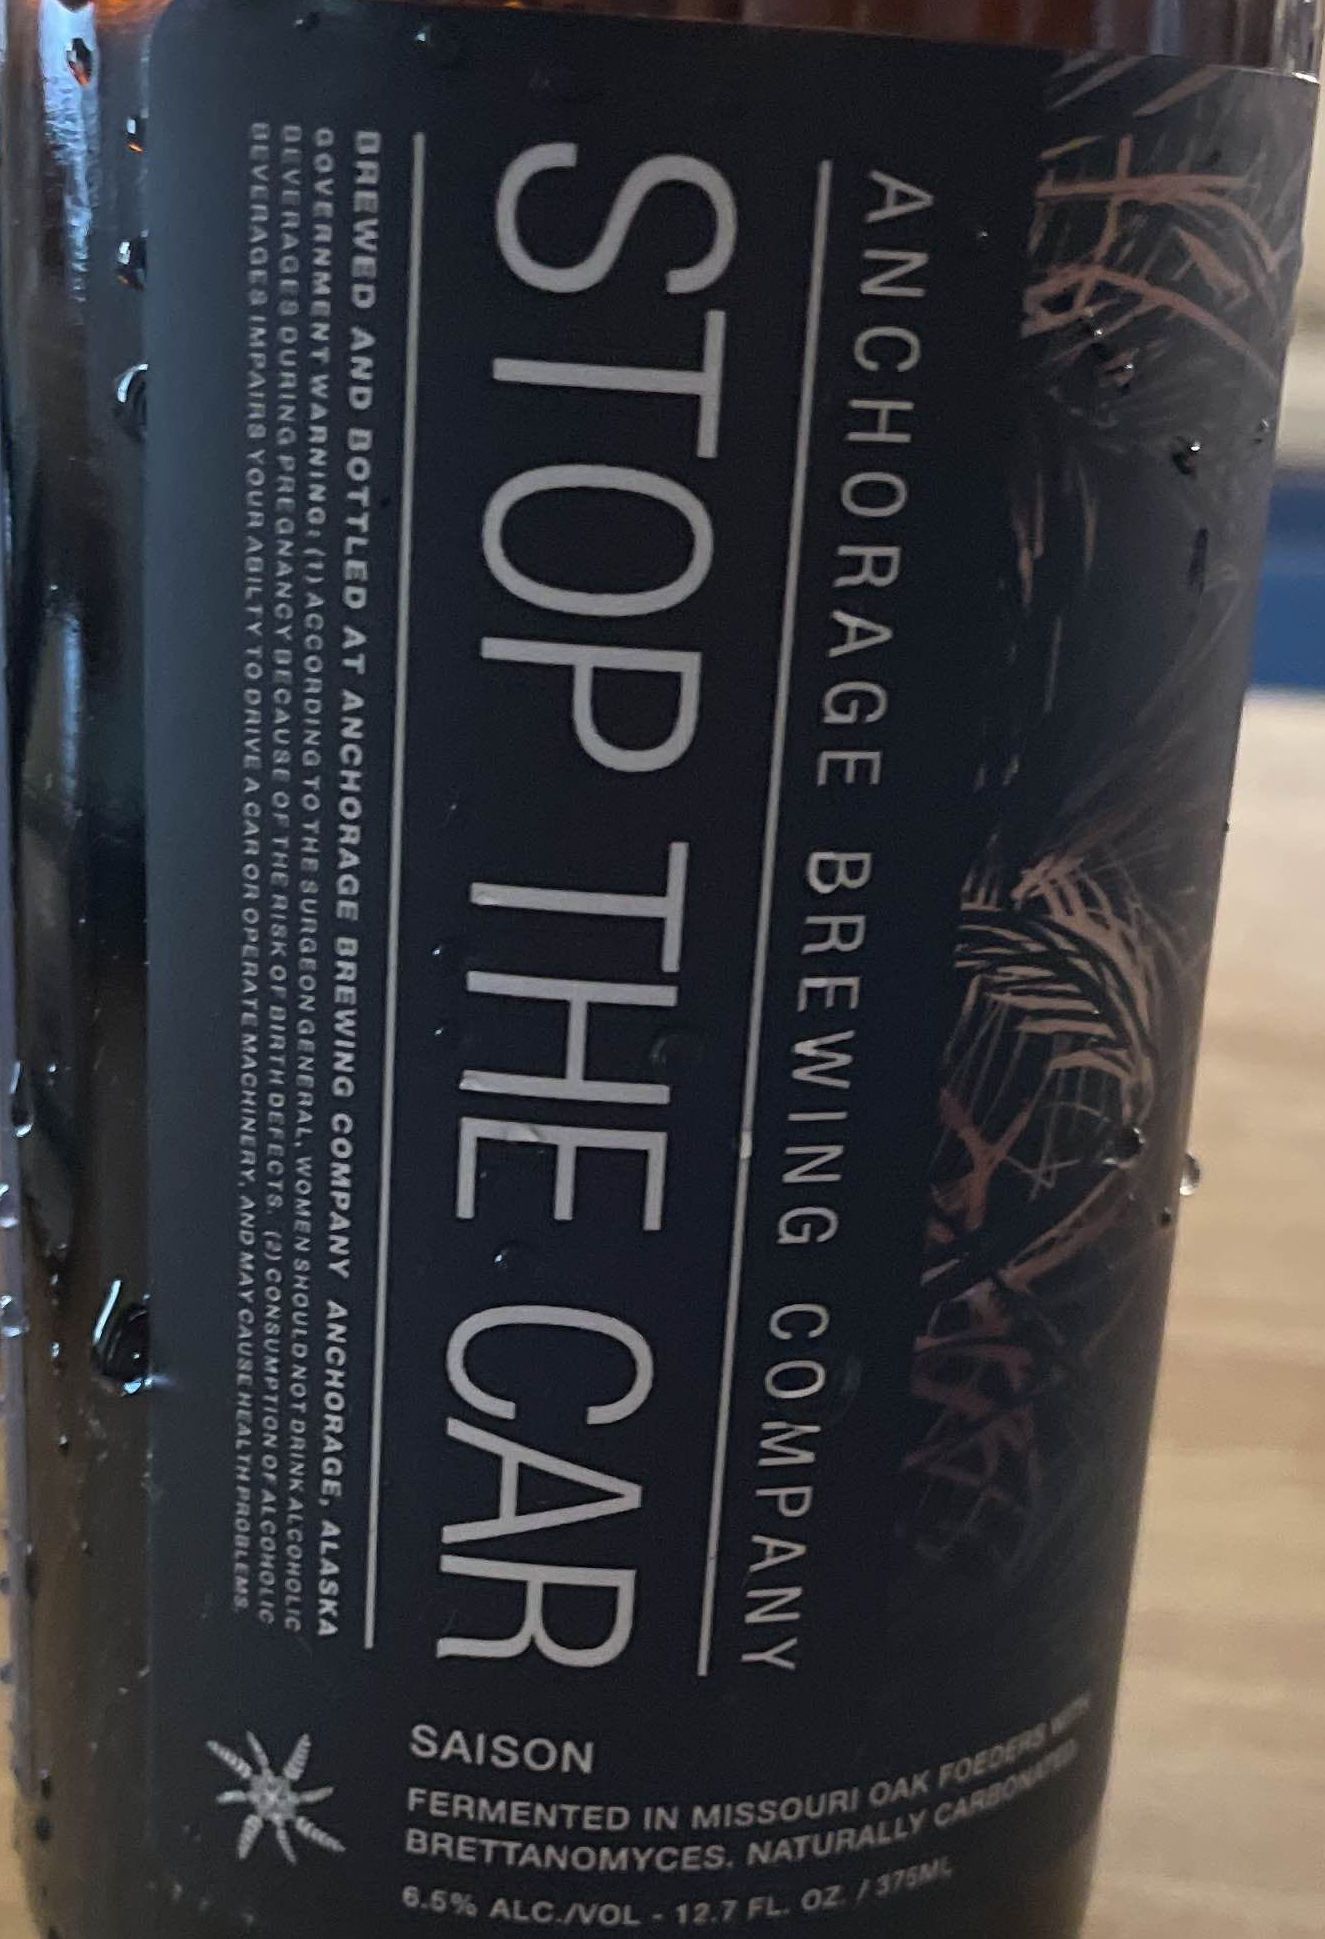 ANCHORAGE BREWING COMPANY
STOP THE CAR
BREWED AND BOTTLED AT ANCHORAGE BREWING COMPANY ANCHORAGE, ALASKA
GOVERNMENT WARNING: (1) ACCORDING TO THE SURGEON GENERAL, WOMEN SHOULD NOT DRINK ALCOHOLIC
BEVERAGES DURING PREGNANCY BECAUSE OF THE RISK OF BIRTH DEFECTS. (2) CONSUMPTION OF ALCOHOLIC
BEVERAGES IMPAIRS YOUR ABILTY TO DRIVE A CAR OR OPERATE MACHINERY, AND MAY CAUSE HEALTH PROBLEMS.
SAISON
FERMENTED IN MISSOURI OAK FOEDERS WITH
BRETTANOMYCES. NATURALLY CARBONATED
6.5% ALC./VOL - 12.7 FL. OZ. / 375ML